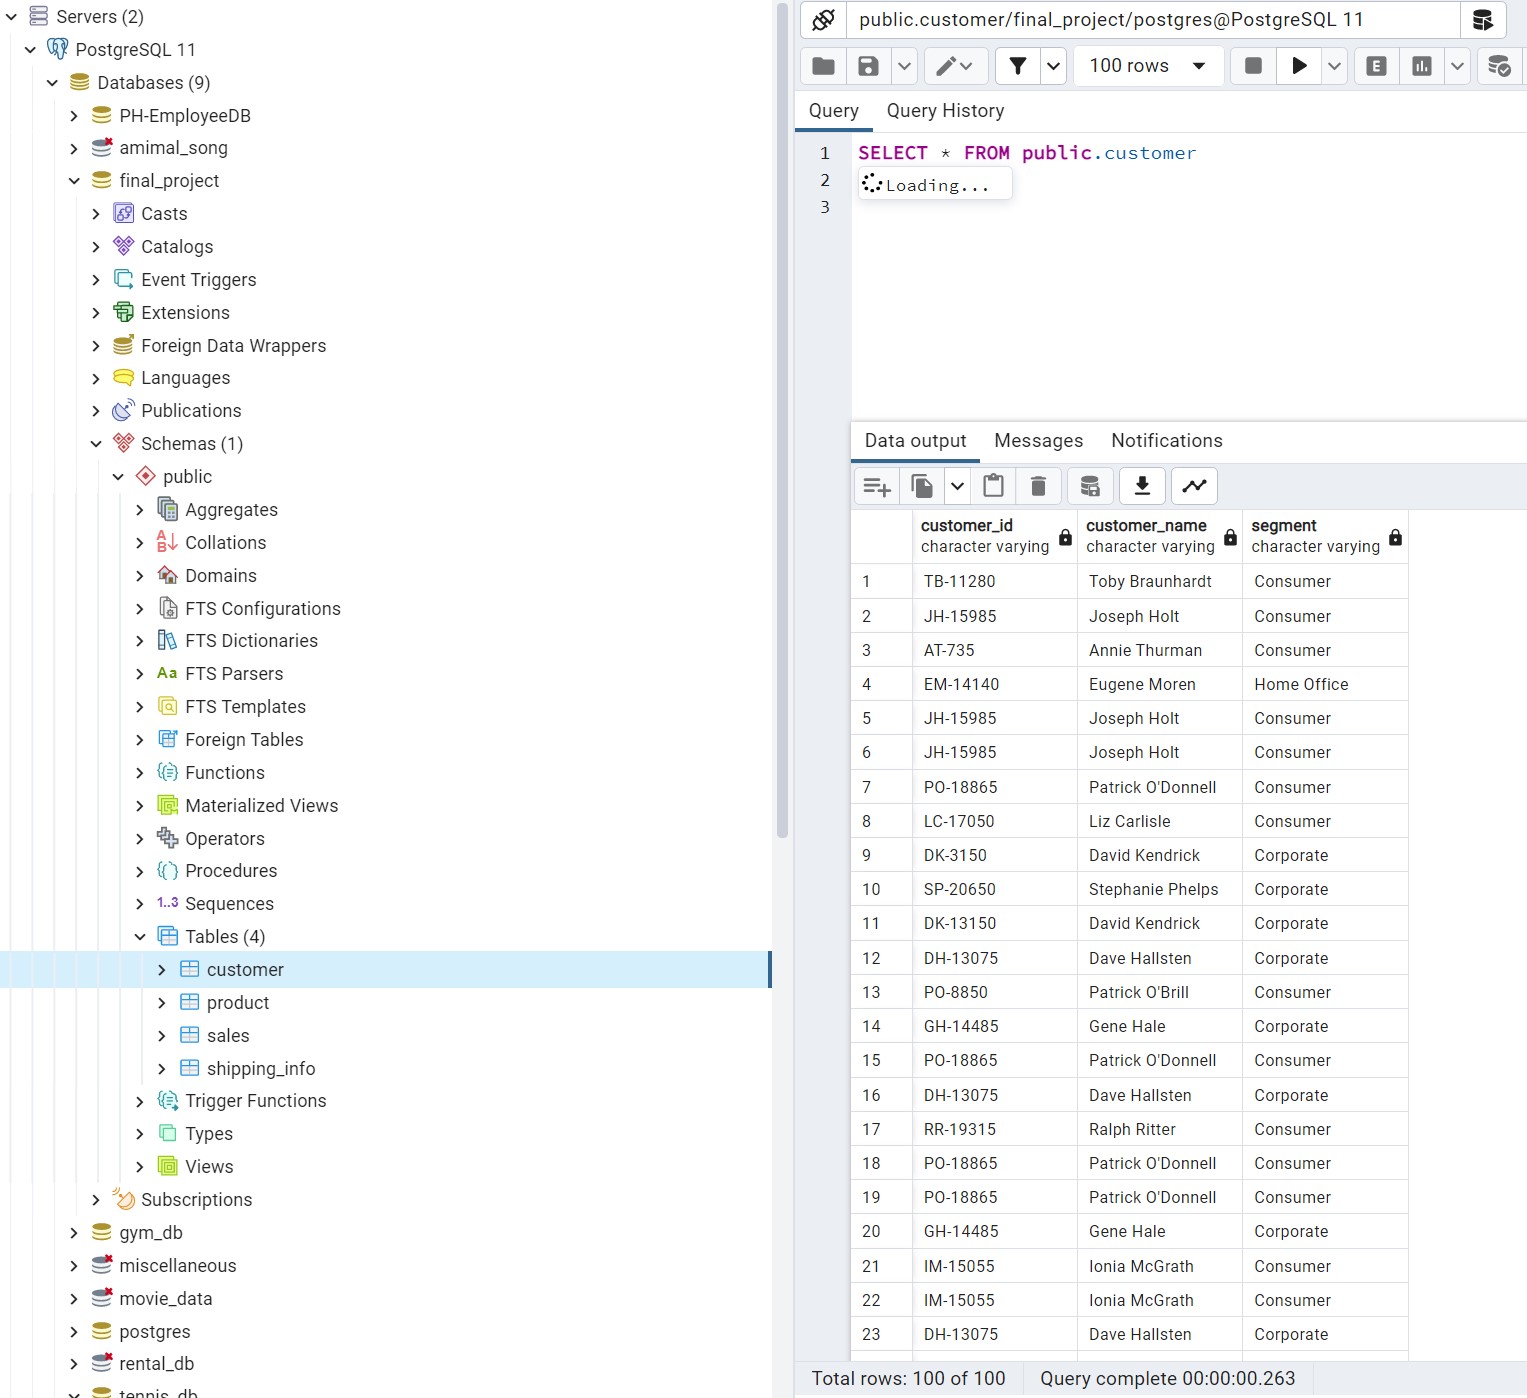 Servers (2)
PostgreSQL 11
Databases (9)
PH-EmployeeDB
amimal_song
final_project
Casts
Catalogs
Event Triggers
Extensions
Foreign Data Wrappers
Languages
Publications
Schemas (1)
public
Aggregates
Collations
Domains
FTS Configurations
FTS Dictionaries
Aa FTS Parsers
FTS Templates
Foreign Tables
Functions
Materialized Views
Operators
Procedures
1..3 Sequences
Tables (4)
customer
product
sales
shipping_info
Trigger Functions
Types
Views
Subscriptions
gym_db
miscellaneous
movie_data
postgres
rental_db
tennis_db
public.customer/final_project/postgres@PostgreSQL 11
100 rows E
Query Query History
1 SELECT * FROM public.customer
2 Loading...
3
Data output Messages Notifications
customer_id customer_name segment
character varying character varying character varying
1 TB-11280 Toby Braunhardt Consumer
2 JH-15985 Joseph Holt Consumer
3 AT-735 Annie Thurman Consumer
4 EM-14140 Eugene Moren Home Office
5 JH-15985 Joseph Holt Consumer
6 JH-15985 Joseph Holt Consumer
7 PO-18865 Patrick O'Donnell Consumer
8 LC-17050 Liz Carlisle Consumer
9 DK-3150 David Kendrick Corporate
10 SP-20650 Stephanie Phelps Corporate
11 DK-13150 David Kendrick Corporate
12 DH-13075 Dave Hallsten Corporate
13 PO-8850 Patrick O'Brill Consumer
14 GH-14485 Gene Hale Corporate
15 PO-18865 Patrick O'Donnell Consumer
16 DH-13075 Dave Hallsten Corporate
17 RR-19315 Ralph Ritter Consumer
18 PO-18865 Patrick O'Donnell Consumer
19 PO-18865 Patrick O'Donnell Consumer
20 GH-14485 Gene Hale Corporate
21 IM-15055 Ionia McGrath Consumer
22 IM-15055 Ionia McGrath Consumer
23 DH-13075 Dave Hallsten Corporate
Total rows: 100 of 100 Query complete 00:00:00.263